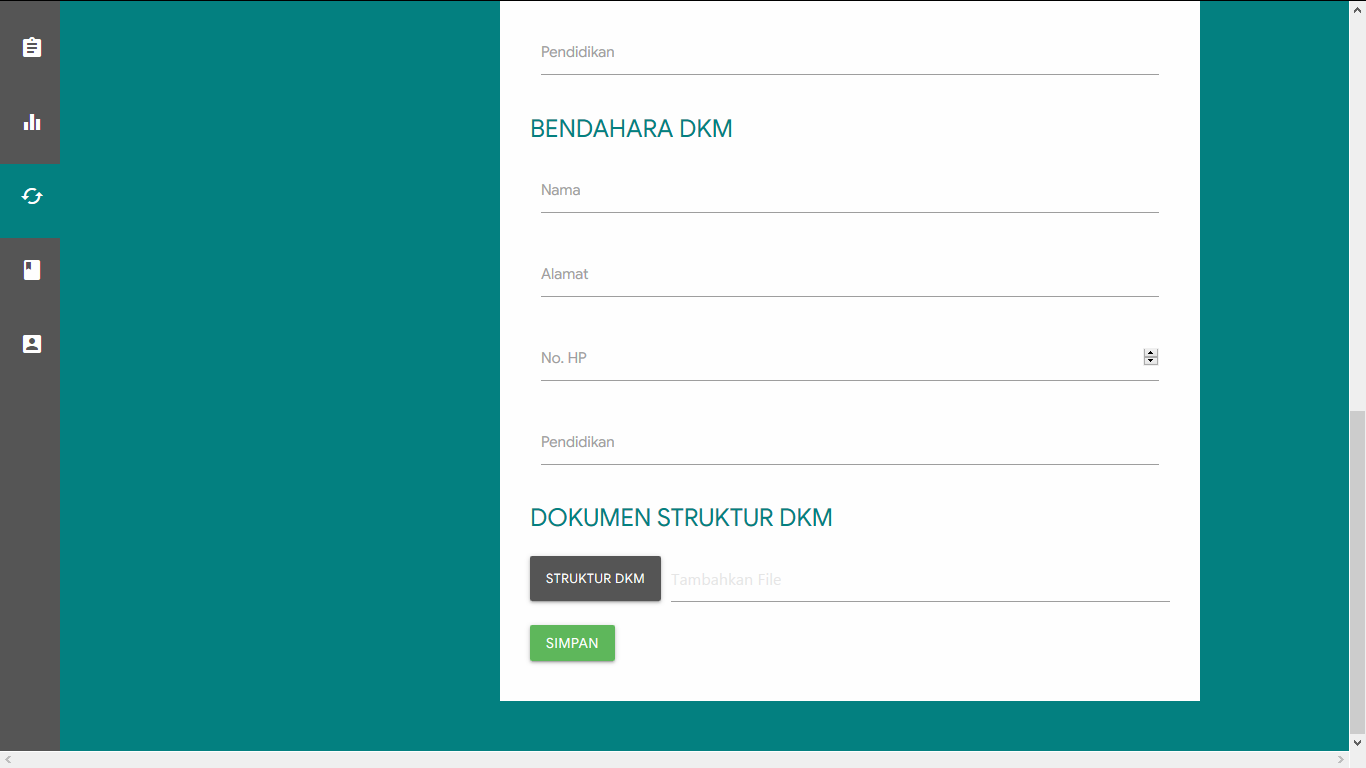 Pendidikan
BENDAHARA DKM
Nama
Alamat
No. HP
Pendidikan
DOKUMEN STRUKTUR DKM
STRUKTUR DKM Tambahkan File
SIMPAN